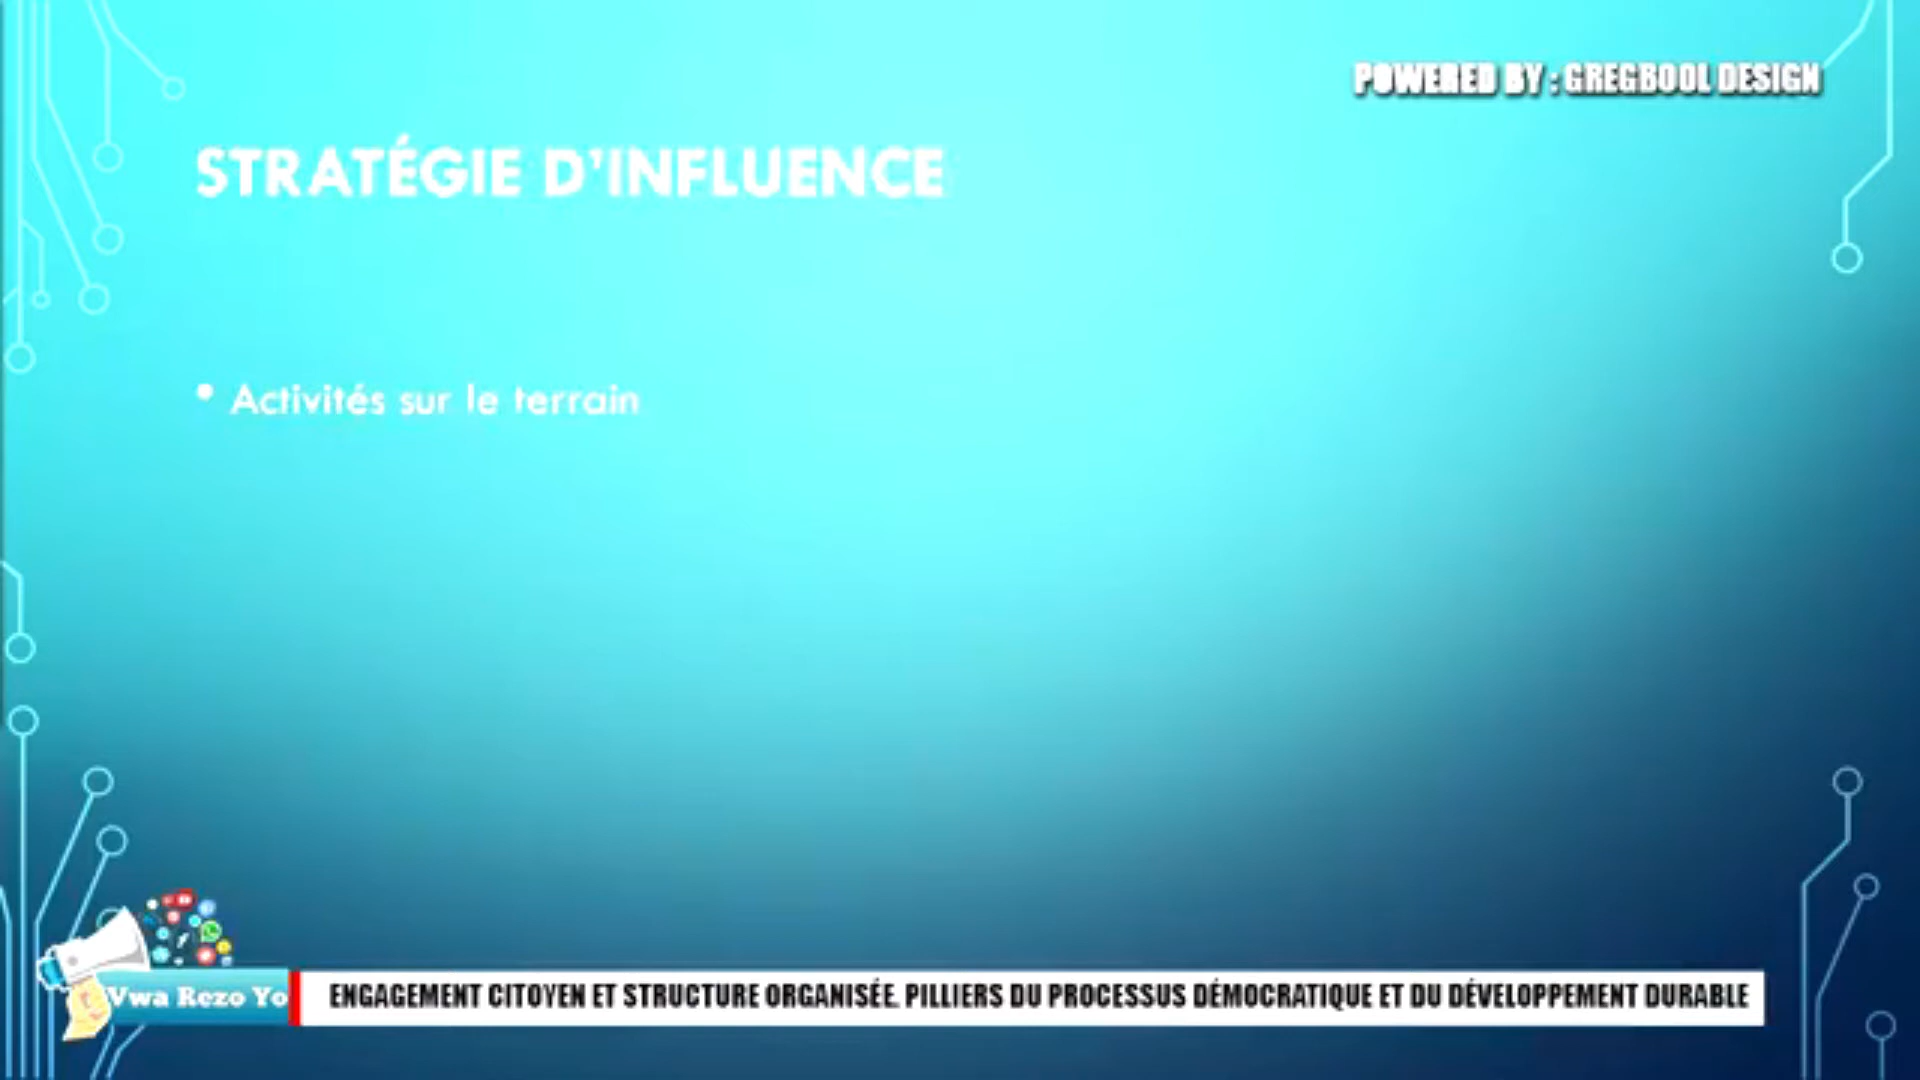 POWERED BY : GREGBOOL DESIGN
STRATÉGIE D’INFLUENCE
• Activités sur le terrain
Vwa Rezo Yo
ENGAGEMENT CITOYEN ET STRUCTURE ORGANISÉE, PILLIERS DU PROCESSUS DÉMOCRATIQUE ET DU DÉVELOPPEMENT DURABLE